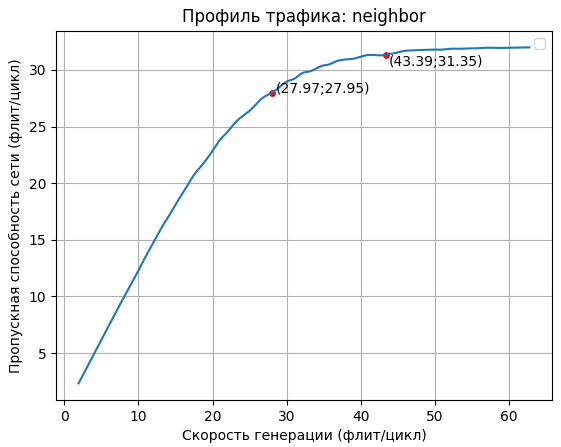 Профиль трафика: neighbor
Пропускная способность сети (флит/цикл)
30
25
20
15
10
5
(27.97;27.95)
(43.39;31.35)
0 10 20 30 40 50 60
Скорость генерации (флит/цикл)